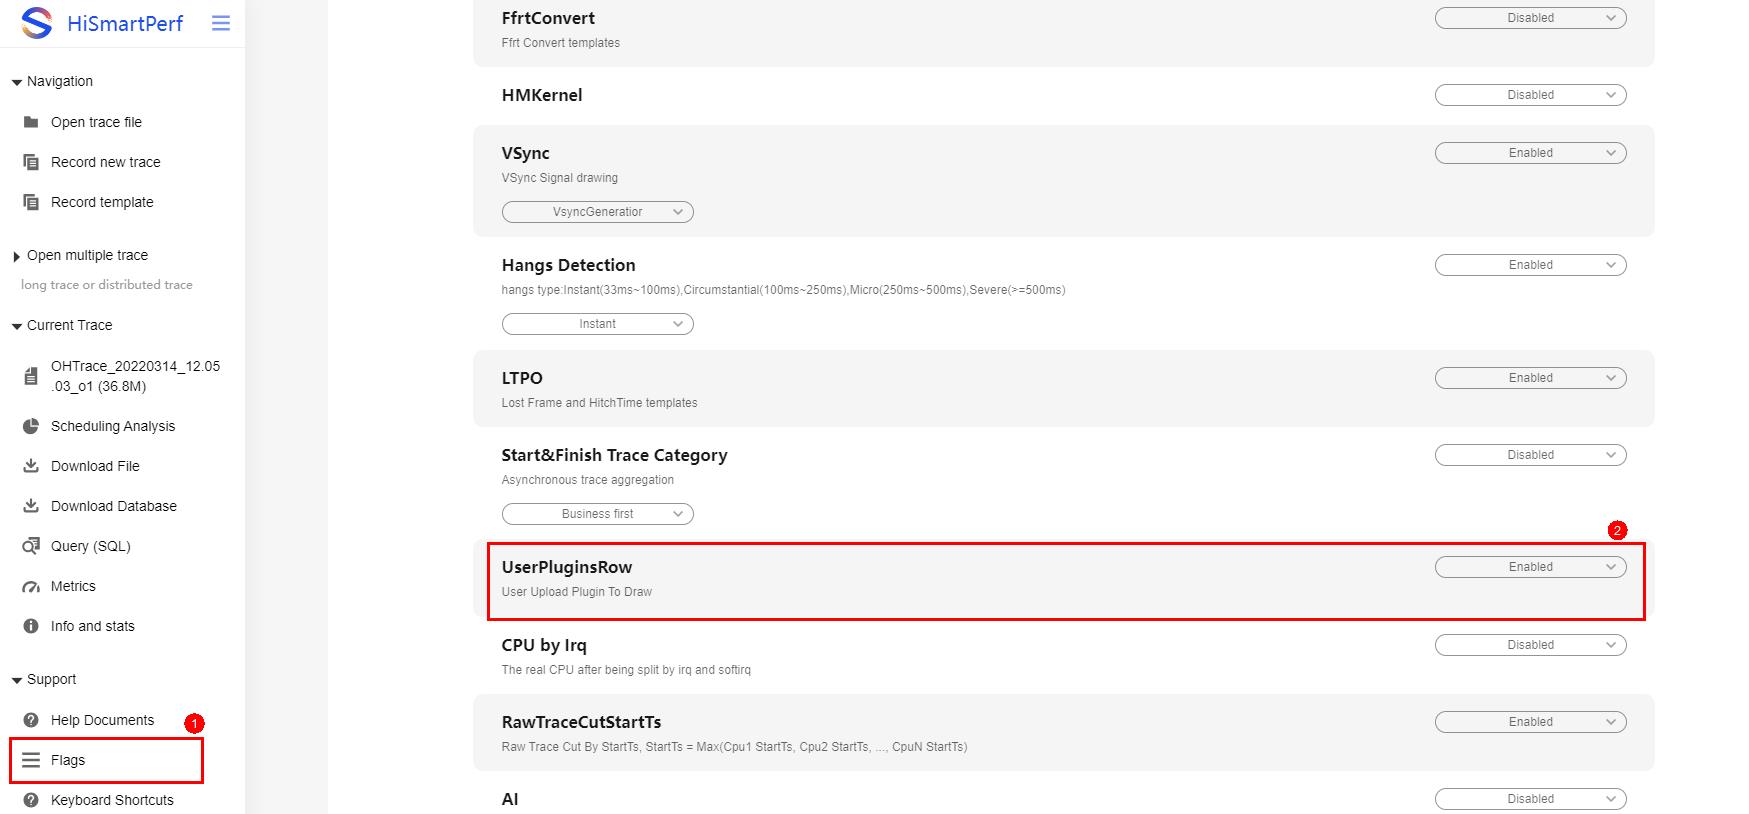 HiSmartPerf
Navigation
Open trace file
Record new trace
Record template
Open multiple trace
long trace or distributed trace
Current Trace
OHTrace_20220314_12.05
.03_o1 (36.8M)
Scheduling Analysis
Download File
Download Database
Query (SQL)
Metrics
Info and stats
Support
Help Documents
1
Flags
Keyboard Shortcuts
FfrtConvert
Disabled
Ffrt Convert templates
HMKernel
Disabled
VSync
Enabled
VSync Signal drawing
VsyncGeneratior
Hangs Detection
Enabled
hangs type:Instant(33ms~100ms),Circumstantial(100ms~250ms),Micro(250ms~500ms),Severe(>=500ms)
Instant
LTPO
Enabled
Lost Frame and HitchTime templates
Start&Finish Trace Category
Disabled
Asynchronous trace aggregation
Business first
2
UserPluginsRow
Enabled
User Upload Plugin To Draw
CPU by Irq
Disabled
The real CPU after being split by irq and softirq
RawTraceCutStartTs
Enabled
Raw Trace Cut By StartTs, StartTs = Max(Cpu1 StartTs, Cpu2 StartTs, ..., CpuN StartTs)
AI
Disabled